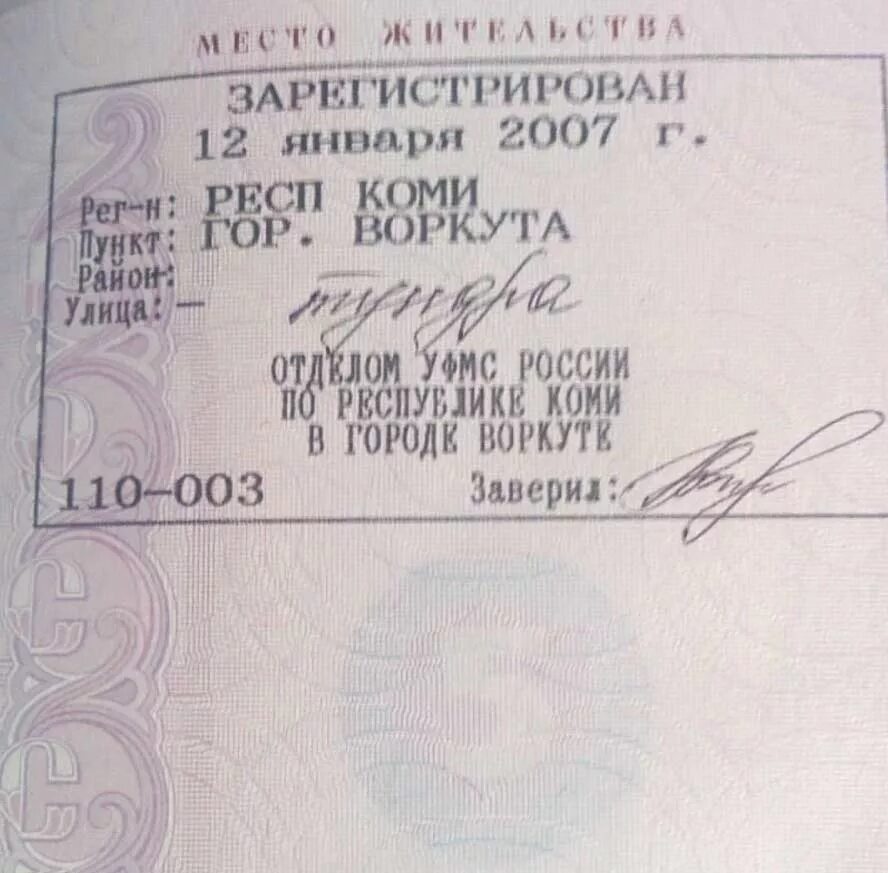 МЕСТО ЖИТЕЛЬСТВА
ЗАРЕГИСТРИРОВАН
12 января 2007 г.
Рег-н: РЕСП КОМИ
Пункт: ГОР. ВОРКУТА
Район:
Улица: — тундра
ОТДЕЛОМ УФМС РОССИИ
ПО РЕСПУБЛИКЕ КОМИ
В ГОРОДЕ ВОРКУТЕ
110-003 Заверил: